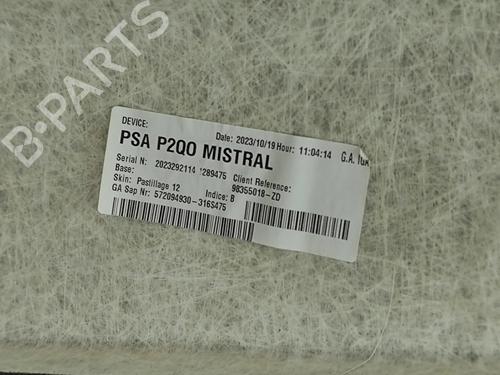 B-PARTS
DEVICE:
Date: 2023/10/19 Hour: 11:04:14 G.A.
PSA P2QO MISTRAL
Serial N: 2023292114 1289475 Client Reference:
Base: 98355018-ZD
Skin: Pastillage 12 Indice: B
GA Sap Nr: 572094930-316S475